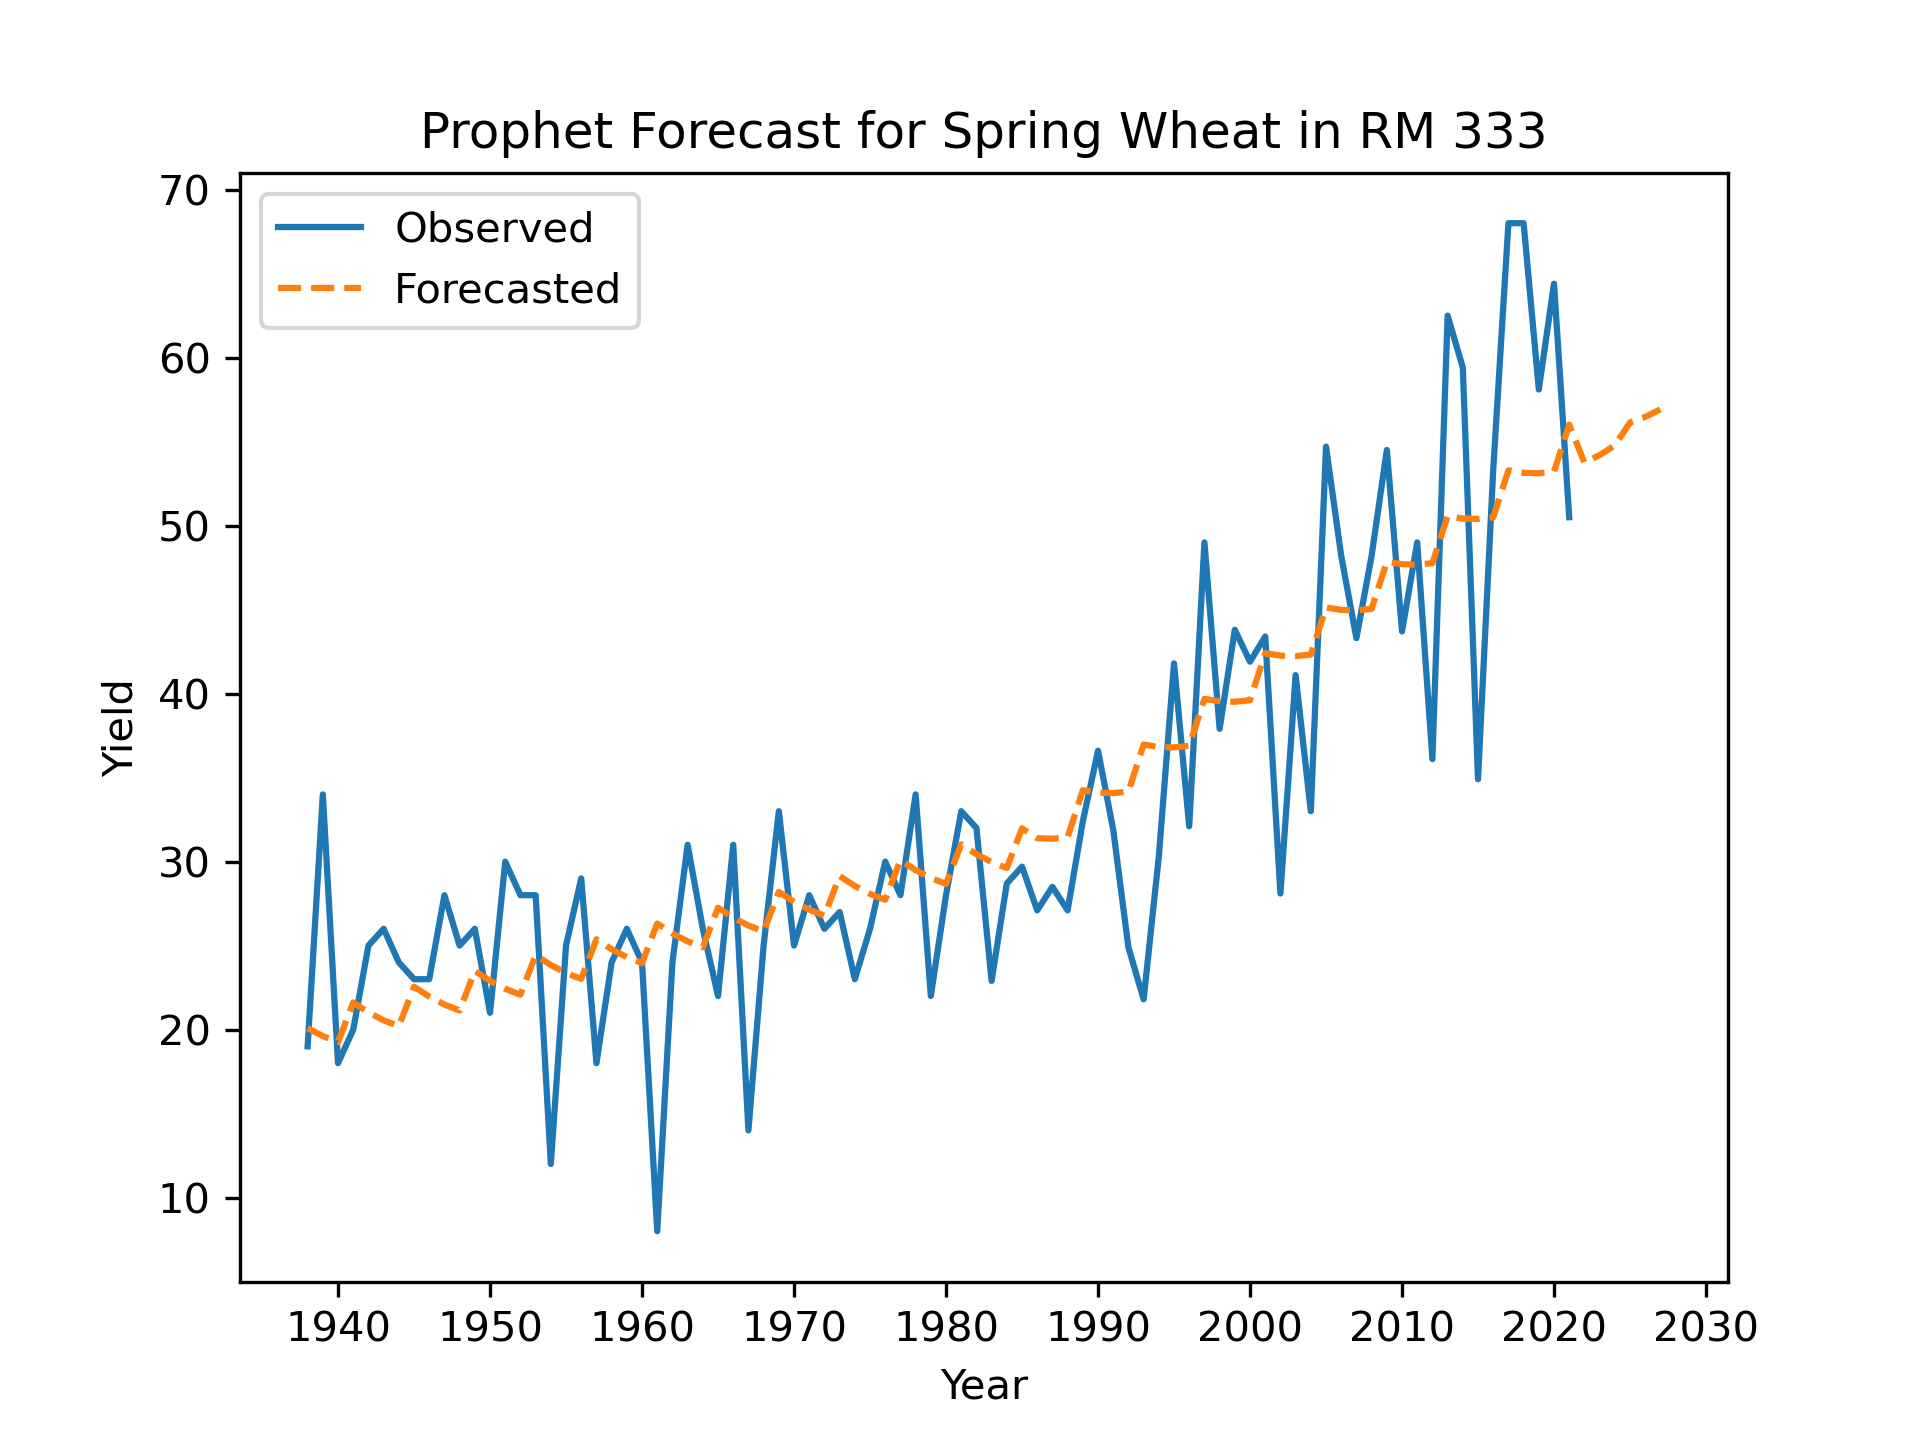 Prophet Forecast for Spring Wheat in RM 333
Observed
Forecasted
70
60
50
40
30
20
10
Yield
1940 1950 1960 1970 1980 1990 2000 2010 2020 2030
Year